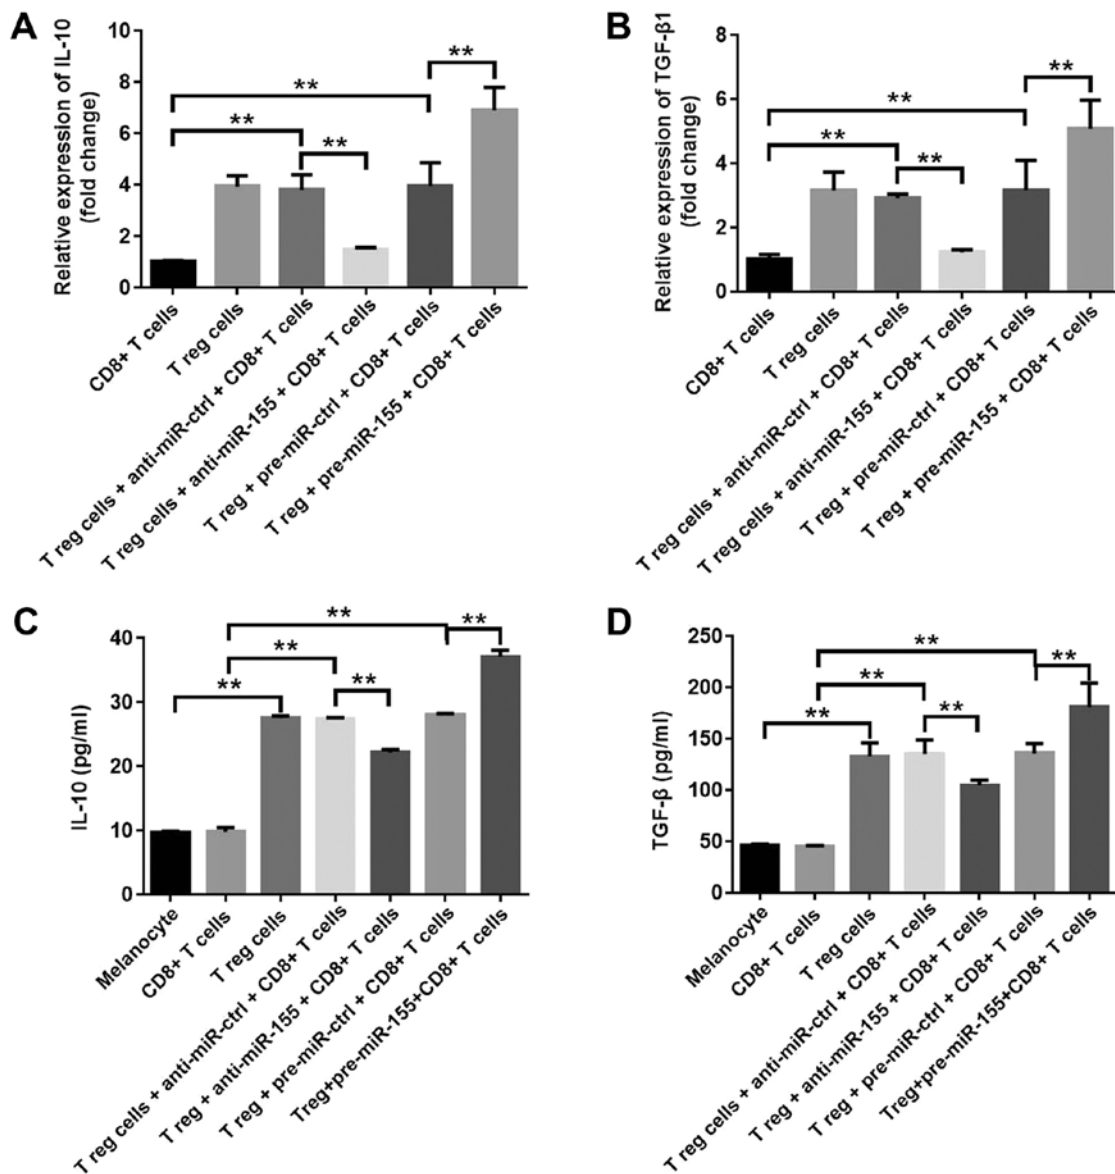 A
Relative expression of IL-10
(fold change)
10
8
6
4
2
0
**
**
**
**
CD8+ T cells
T reg cells
T reg cells + anti-miR-ctrl + CD8+ T cells
T reg cells + anti-miR-155 + CD8+ T cells
T reg + pre-miR-ctrl + CD8+ T cells
T reg + pre-miR-155 + CD8+ T cells
B
Relative expression of TGF-β1
(fold change)
8
6
4
2
0
**
**
**
**
CD8+ T cells
T reg cells
T reg cells + anti-miR-ctrl + CD8+ T cells
T reg cells + anti-miR-155 + CD8+ T cells
T reg + pre-miR-ctrl + CD8+ T cells
T reg + pre-miR-155 + CD8+ T cells
C
IL-10 (pg/ml)
40
30
20
10
0
**
**
**
**
**
Melanocyte
CD8+ T cells
T reg cells
T reg cells + anti-miR-ctrl + CD8+ T cells
T reg + anti-miR-155 + CD8+ T cells
T reg + pre-miR-ctrl + CD8+ T cells
Treg+pre-miR-155+CD8+ T cells
D
TGF-β (pg/ml)
250
200
150
100
50
0
**
**
**
**
**
Melanocyte
CD8+ T cells
T reg cells
T reg cells + anti-miR-ctrl + CD8+ T cells
T reg + anti-miR-155 + CD8+ T cells
T reg + pre-miR-ctrl + CD8+ T cells
Treg+pre-miR-155+CD8+ T cells